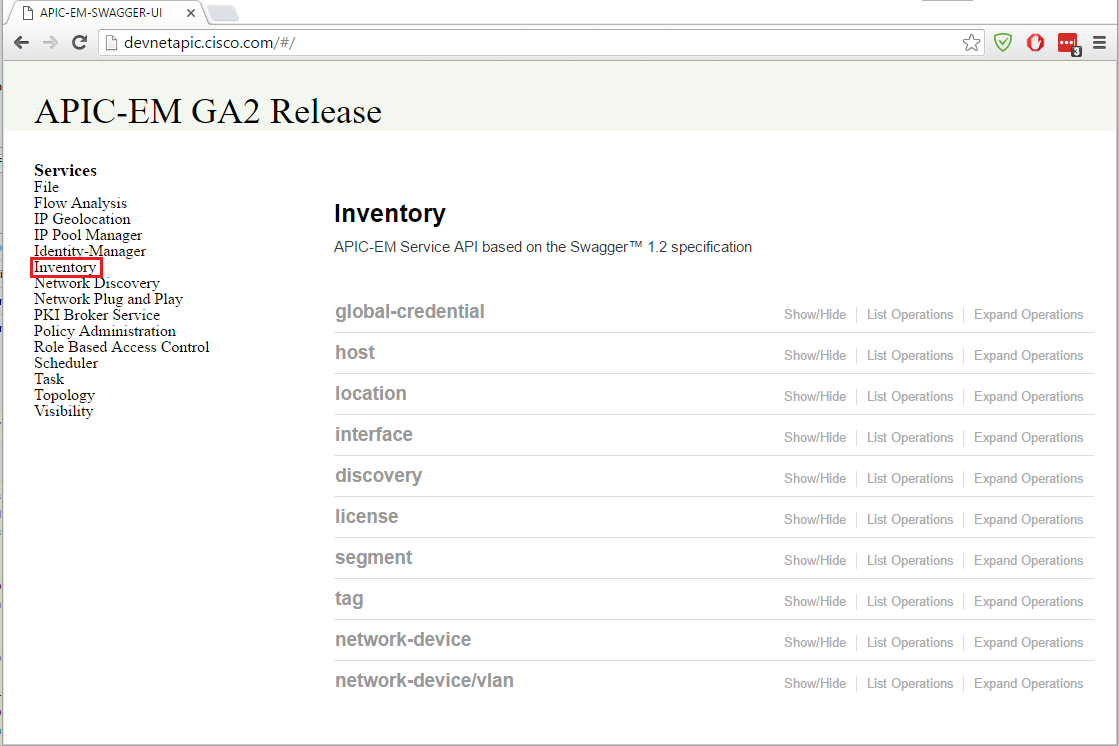 APIC-EM-SWAGGER-UI
devnetapic.cisco.com/#/
3
APIC-EM GA2 Release
Services
File
Flow Analysis
IP Geolocation
IP Pool Manager
Identity-Manager
Inventory
Network Discovery
Network Plug and Play
PKI Broker Service
Policy Administration
Role Based Access Control
Scheduler
Task
Topology
Visibility
Inventory
APIC-EM Service API based on the Swagger™ 1.2 specification
global-credential Show/Hide List Operations Expand Operations
host Show/Hide List Operations Expand Operations
location Show/Hide List Operations Expand Operations
interface Show/Hide List Operations Expand Operations
discovery Show/Hide List Operations Expand Operations
license Show/Hide List Operations Expand Operations
segment Show/Hide List Operations Expand Operations
tag Show/Hide List Operations Expand Operations
network-device Show/Hide List Operations Expand Operations
network-device/vlan Show/Hide List Operations Expand Operations